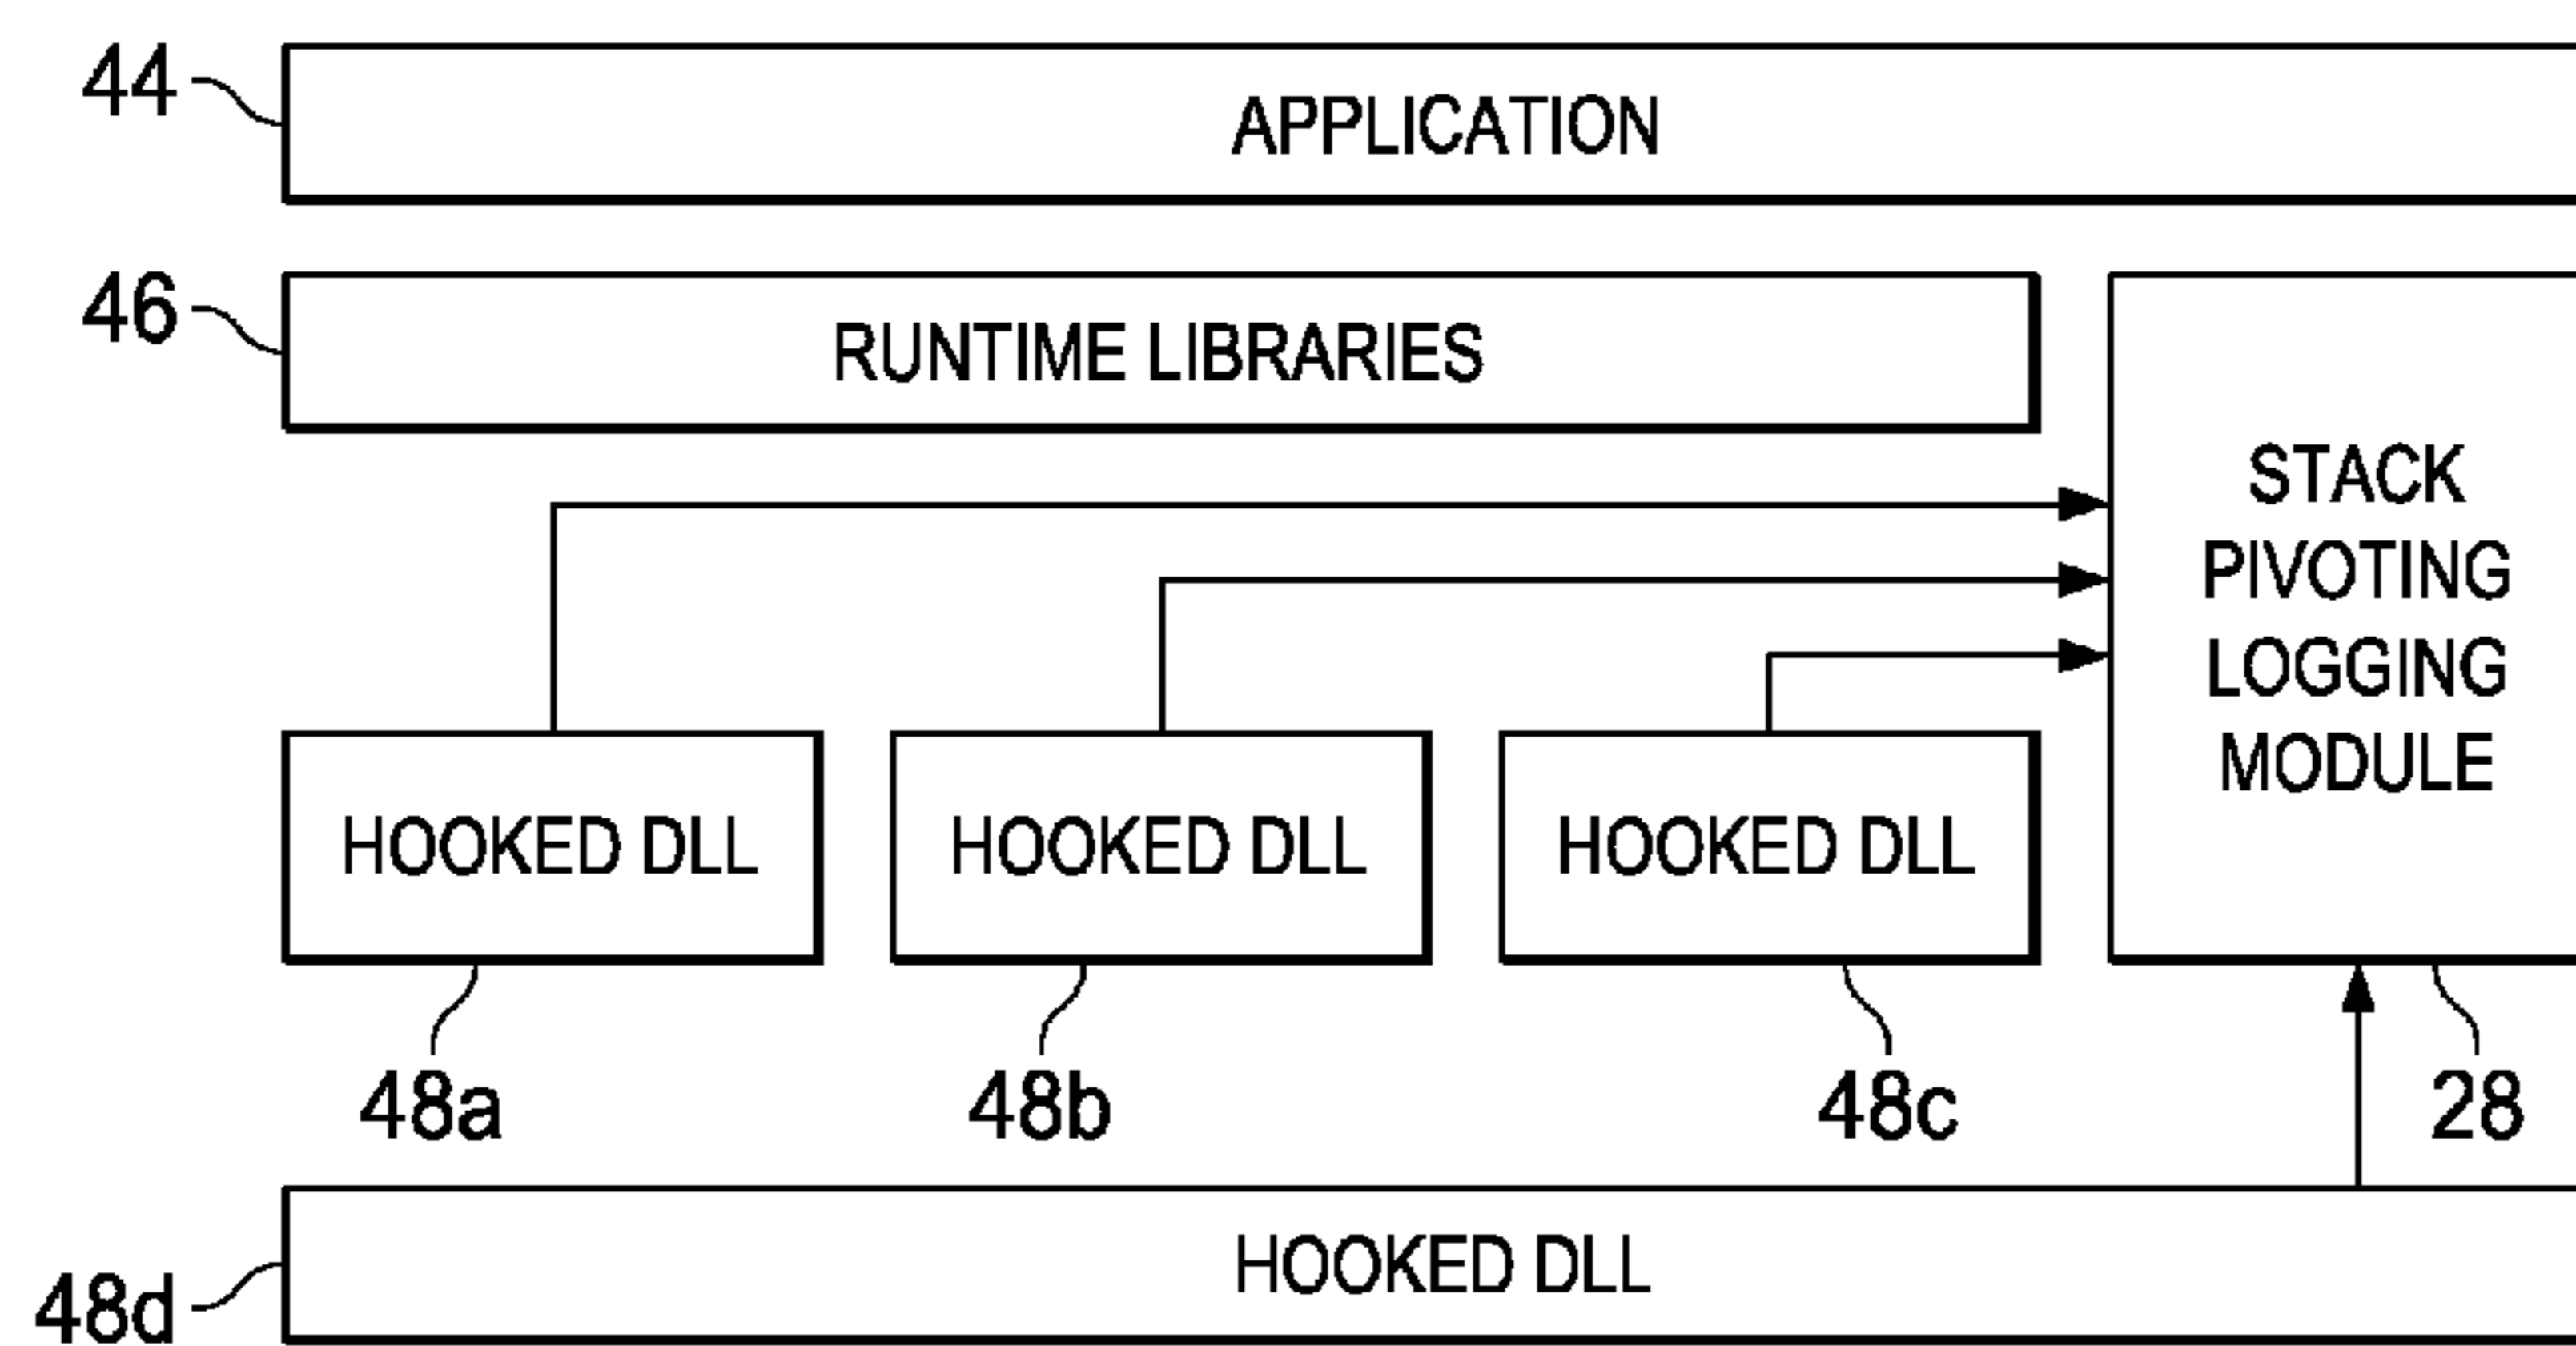 44
APPLICATION
46
RUNTIME LIBRARIES
STACK
PIVOTING
LOGGING
MODULE
HOOKED DLL
HOOKED DLL
HOOKED DLL
48a
48b
48c
28
HOOKED DLL
48d